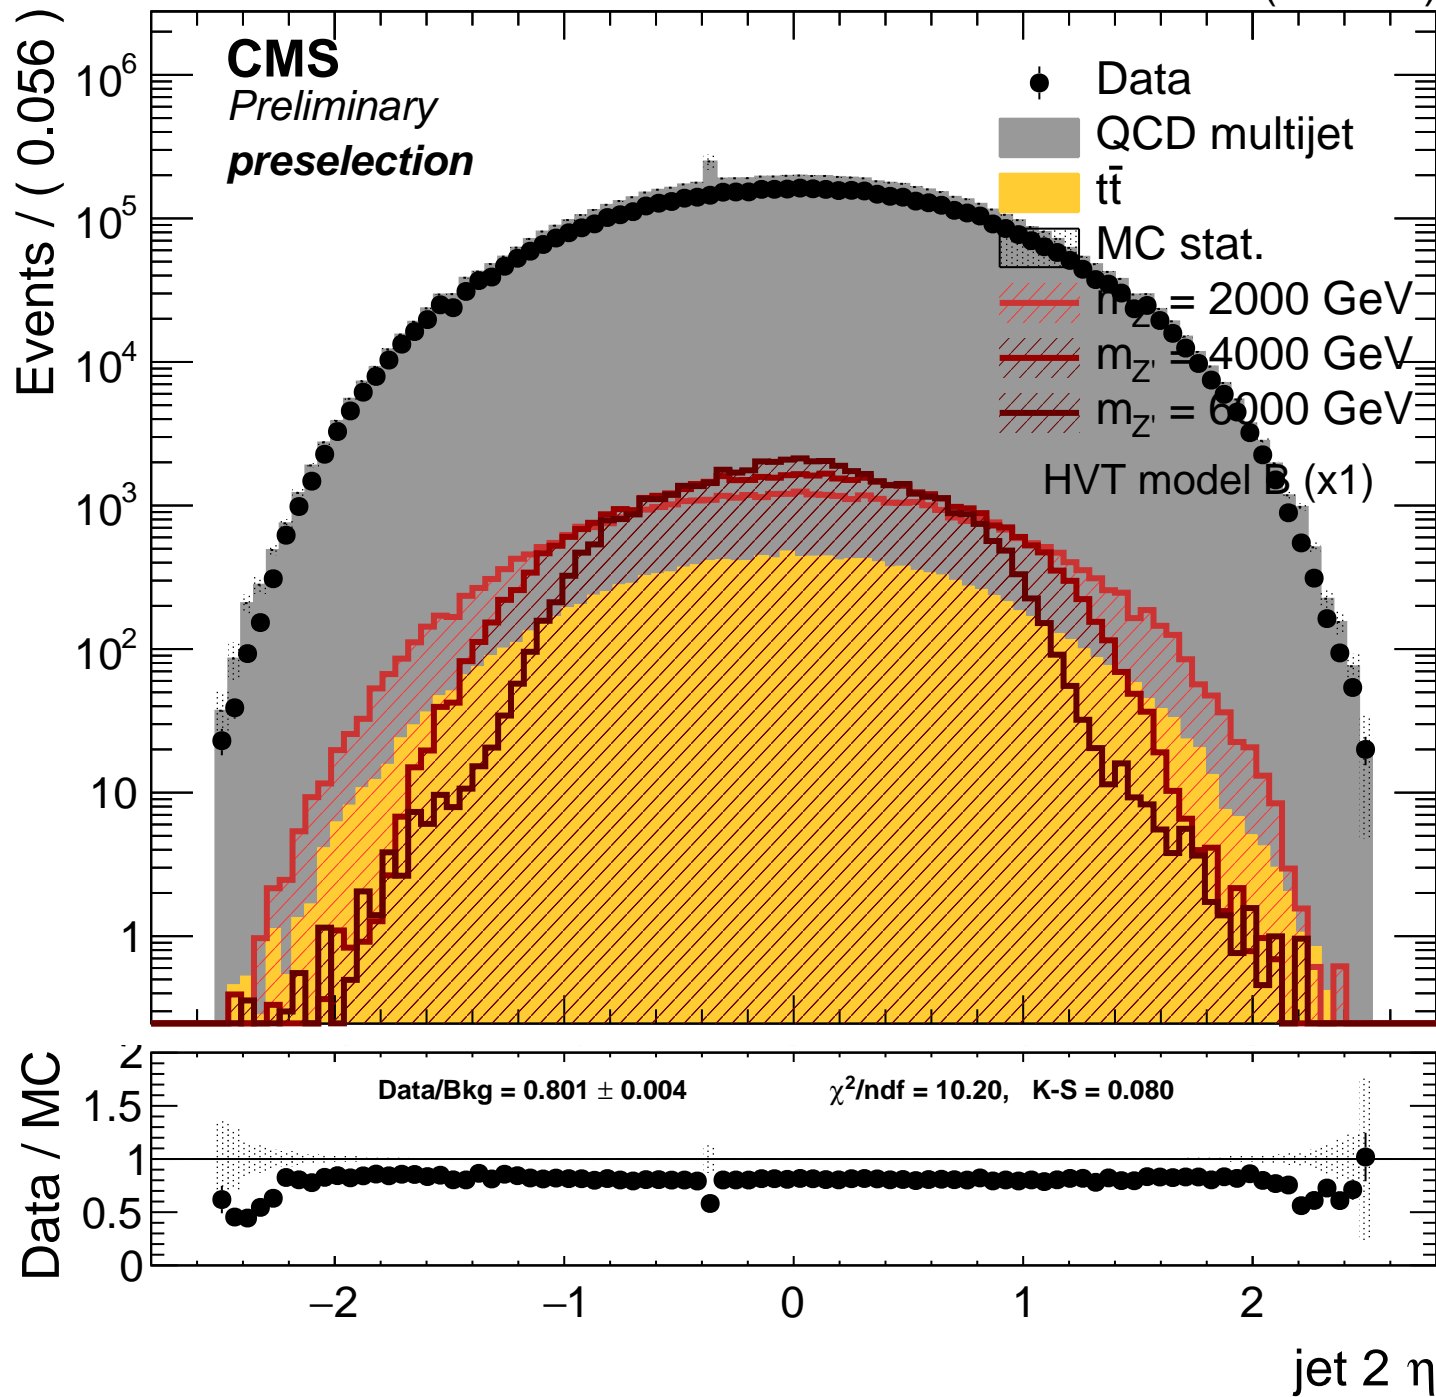 CMS
Preliminary
preselection
Data
QCD multijet
tt̄
MC stat.
= 2000 GeV
m_Z' = 4000 GeV
m_Z' = 6000 GeV
HVT model B (x1)
Events / ( 0.056 )
10^6
10^5
10^4
10^3
10^2
10
1
Data/Bkg = 0.801 ± 0.004
χ²/ndf = 10.20, K-S = 0.080
Data / MC
2
1.5
1
0.5
0
−2
−1
0
1
2
jet 2 η